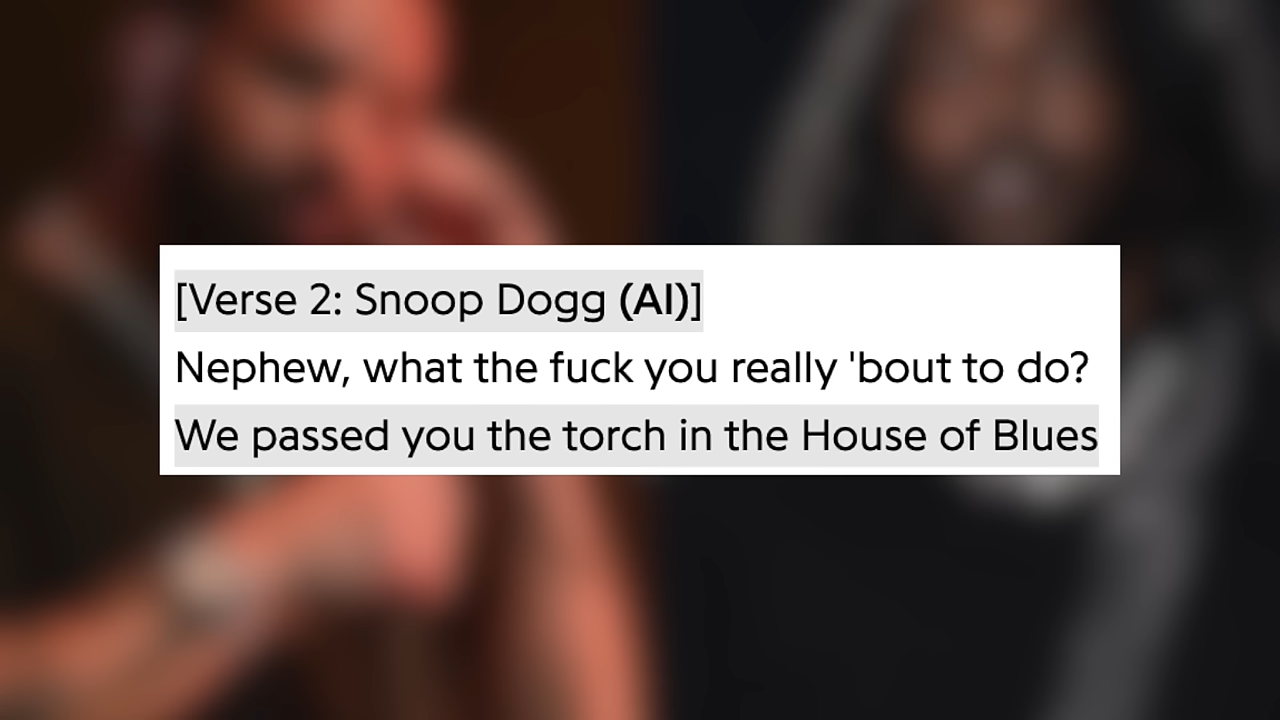 [Verse 2: Snoop Dogg (AI)]
Nephew, what the fuck you really 'bout to do?
We passed you the torch in the House of Blues